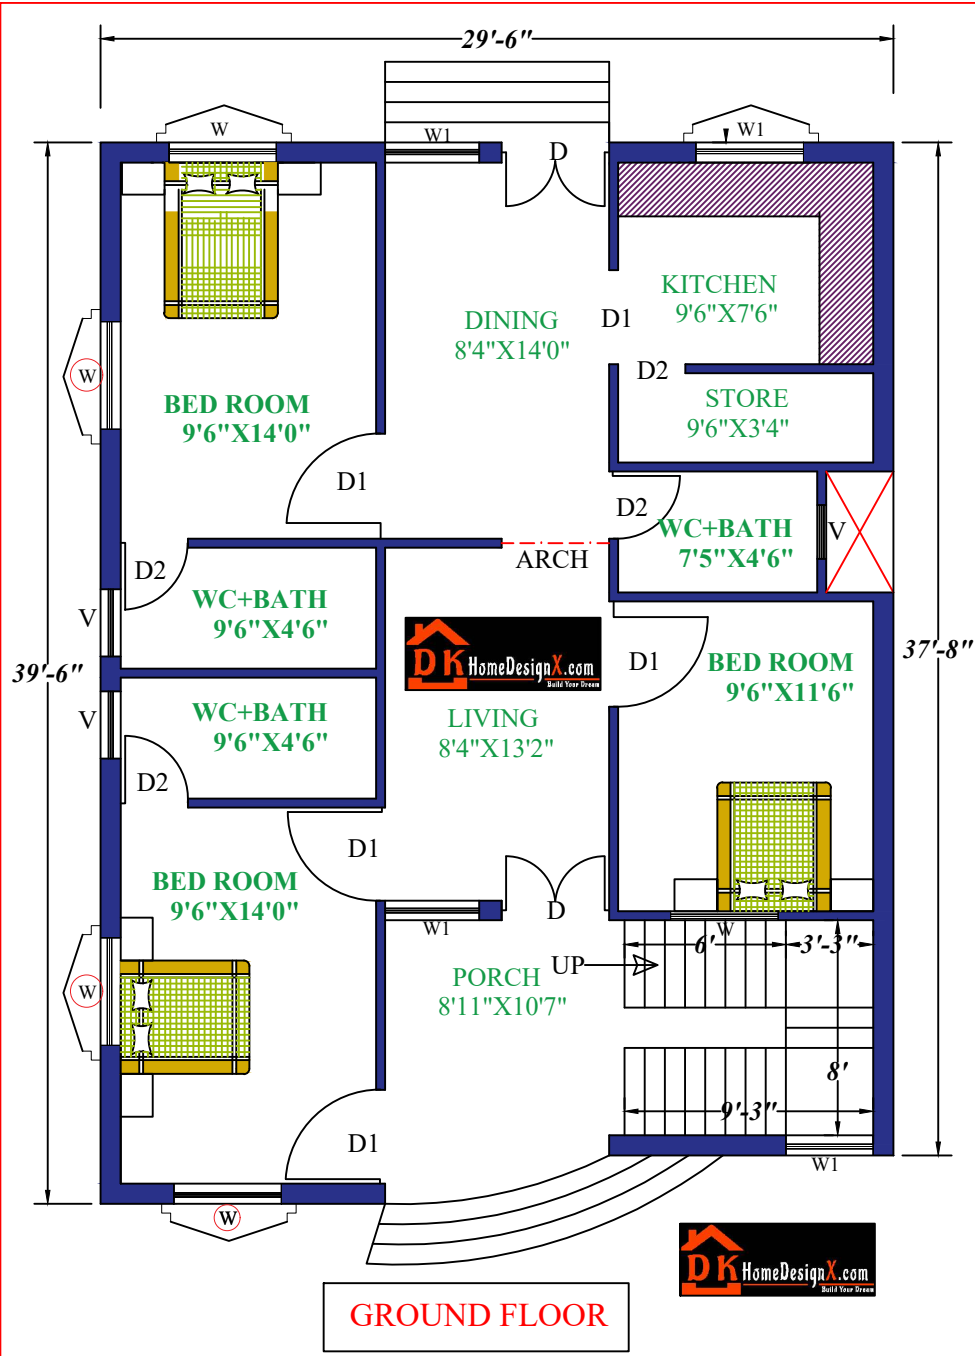 29'-6"
W
W1
D
W1
KITCHEN
9'6"X7'6"
DINING
8'4"X14'0"
D1
D2
W
STORE
9'6"X3'4"
BED ROOM
9'6"X14'0"
D1
D2
WC+BATH
7'5"X4'6"
V
ARCH
D2
WC+BATH
9'6"X4'6"
V
DK HomeDesignX.com
Build Your Dream
39'-6"
37'-8"
D1
BED ROOM
9'6"X11'6"
WC+BATH
9'6"X4'6"
V
LIVING
8'4"X13'2"
D2
D1
BED ROOM
9'6"X14'0"
D
W1
W
6'
3'-3"
UP
PORCH
8'11"X10'7"
W
8'
9'-3"
D1
W1
W
DK HomeDesignX.com
Build Your Dream
GROUND FLOOR